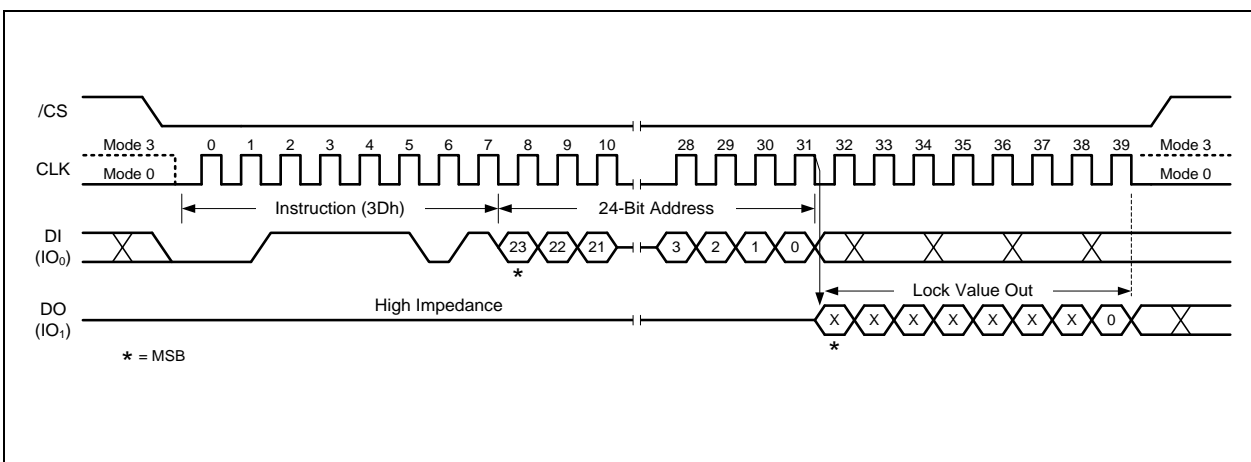 /CS
Mode 3 0 1 2 3 4 5 6 7 8 9 10 28 29 30 31 32 33 34 35 36 37 38 39 Mode 3
CLK
Mode 0 Mode 0
Instruction (3Dh) 24-Bit Address
DI
(IO₀)
23 22 21 3 2 1 0
*
High Impedance Lock Value Out
DO
(IO₁)
X X X X X X X 0
*
* = MSB